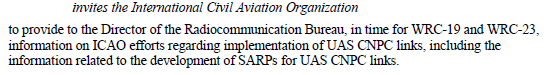 invites the International Civil Aviation Organization
to provide to the Director of the Radiocommunication Bureau, in time for WRC-19 and WRC-23,
information on ICAO efforts regarding implementation of UAS CNPC links, including the
information related to the development of SARPs for UAS CNPC links.